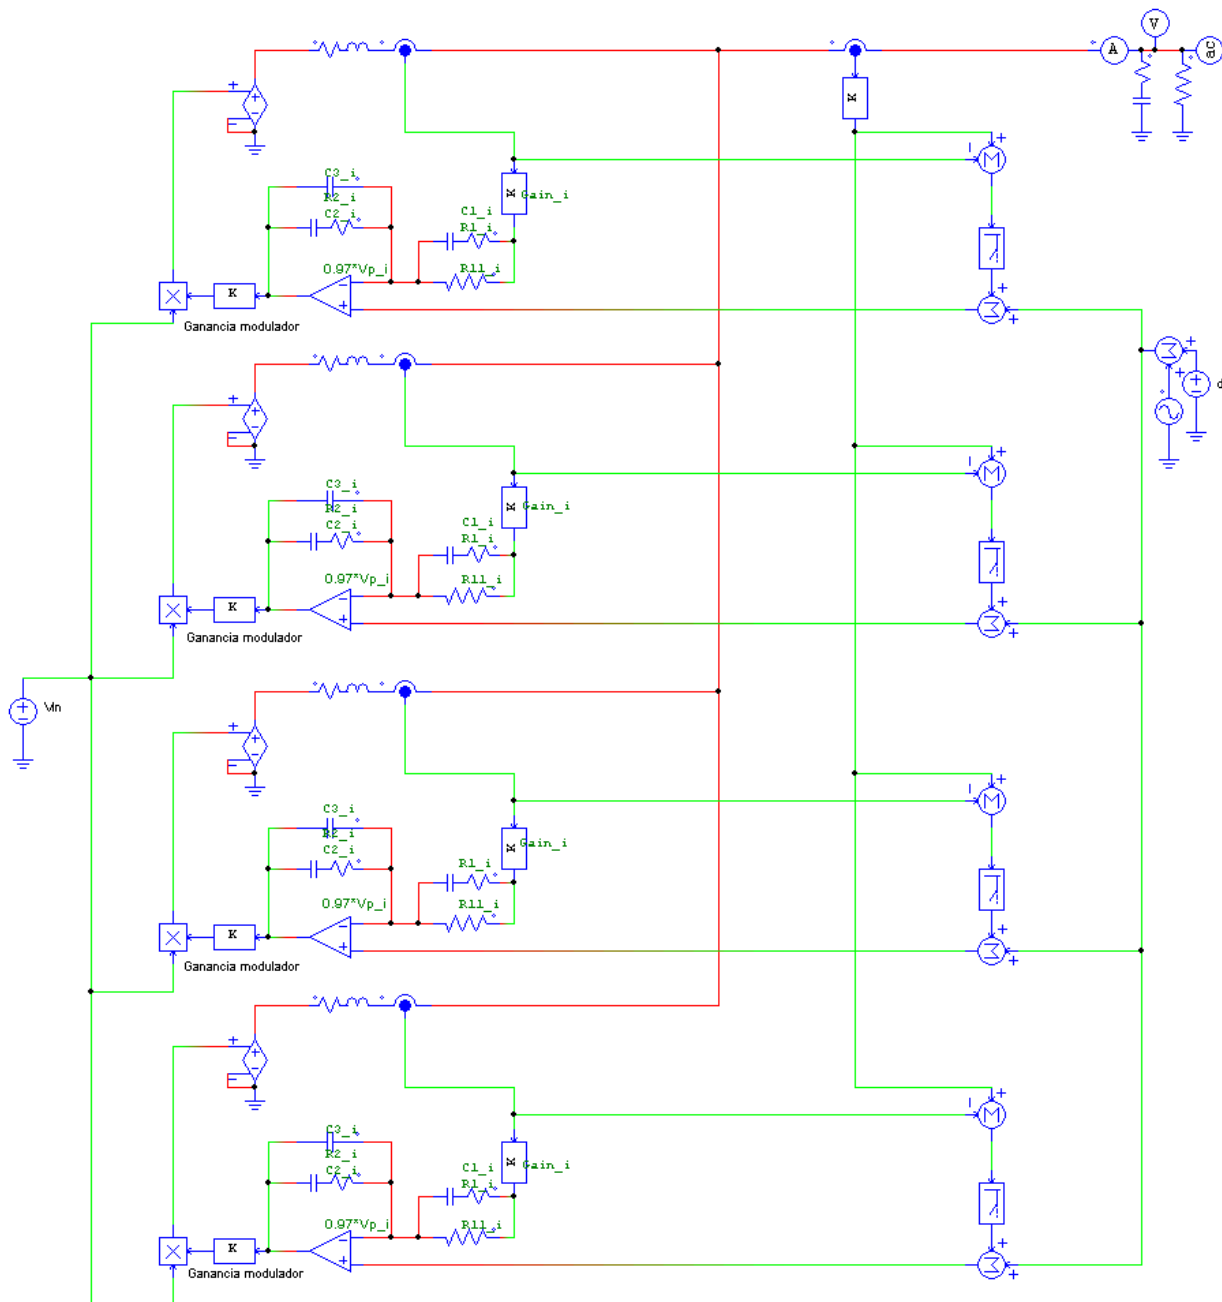 V
A
ac
K
K
Gain_i
C3_i
R2_i
C2_i
C1_i
R1_i
R11_i
0.97*Vp_i
K
Ganancia modulador
d
C3_i
R2_i
C2_i
K
Gain_i
C1_i
R1_i
R11_i
0.97*Vp_i
K
Ganancia modulador
Vin
C3_i
R2_i
C2_i
K
Gain_i
R1_i
R11_i
0.97*Vp_i
K
Ganancia modulador
C3_i
R2_i
C2_i
K
Gain_i
C1_i
R1_i
R11_i
0.97*Vp_i
K
Ganancia modulador